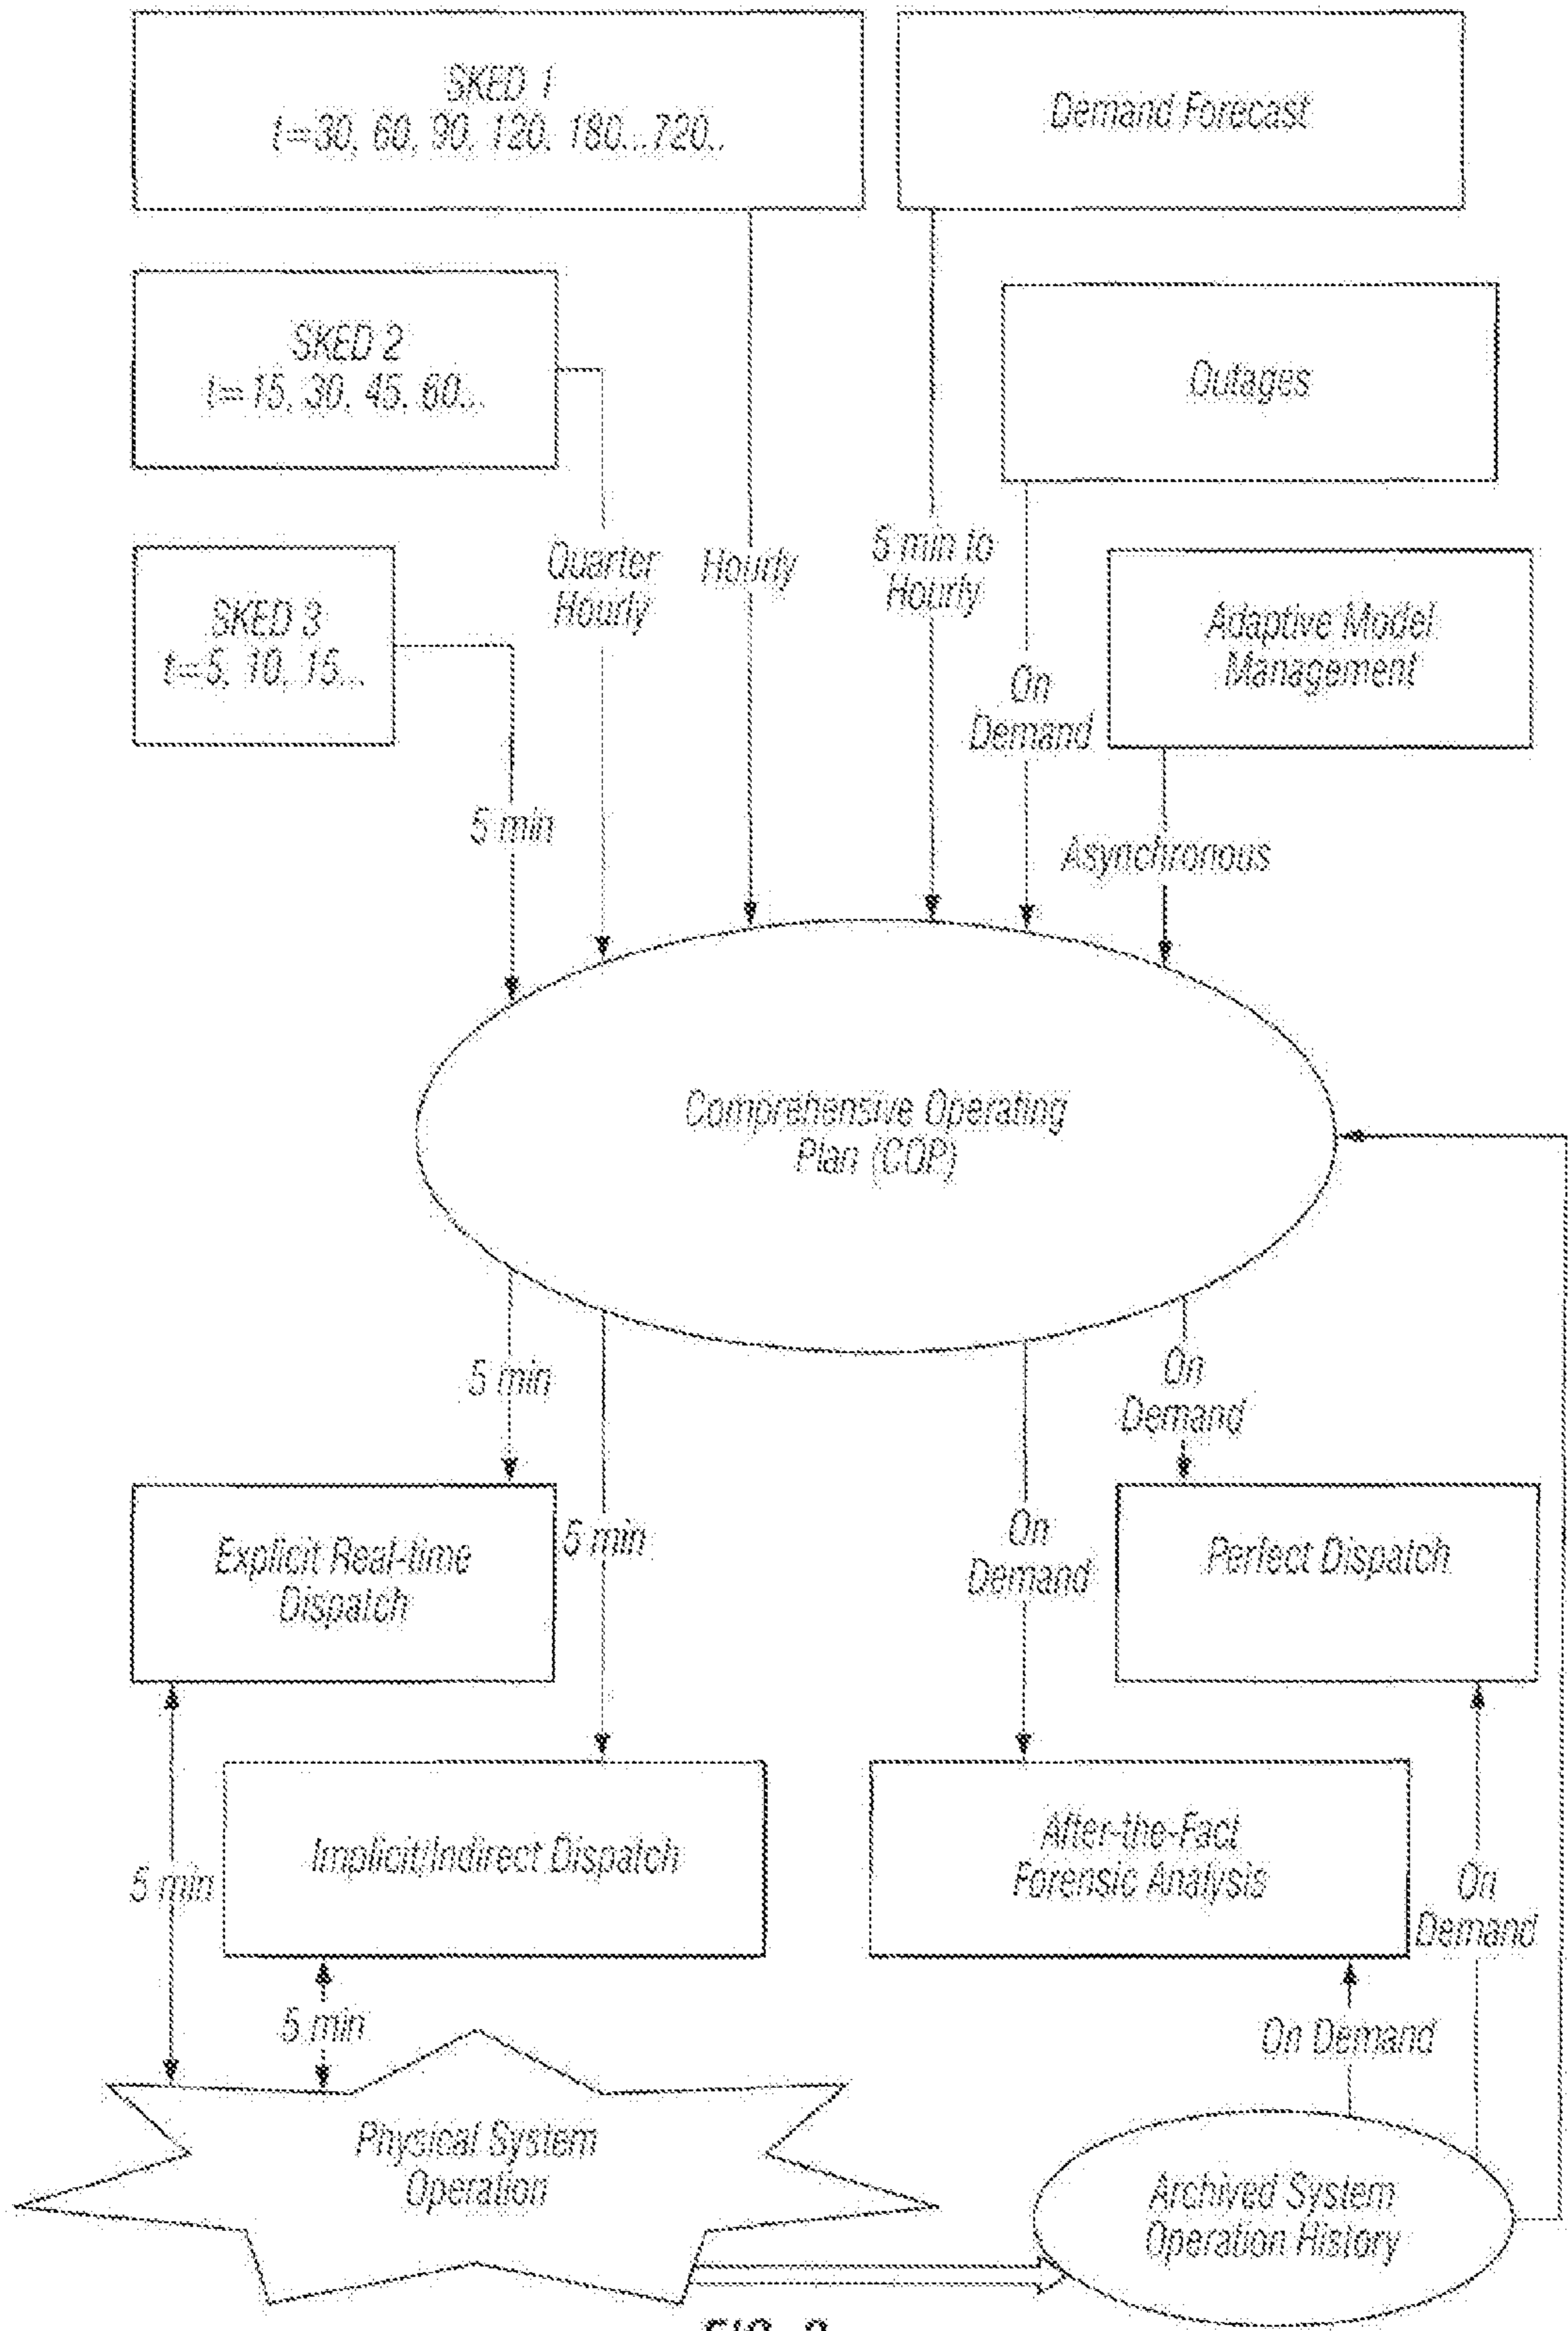 SKED 1
t=30, 60, 90, 120, 180...720..
Demand Forecast
SKED 2
t=15, 30, 45, 60...
Outages
SKED 3
t=5, 10, 15...
Quarter
Hourly
Hourly
5 min to
Hourly
Adaptive Model
Management
On
Demand
5 min
Asynchronous
Comprehensive Operating
Plan (COP)
5 min
On
Demand
Explicit Real-time
Dispatch
5 min
On
Demand
Perfect Dispatch
Implicit/Indirect Dispatch
After-the-Fact
Forensic Analysis
5 min
On
Demand
5 min
On Demand
Physical System
Operation
Archived System
Operation History